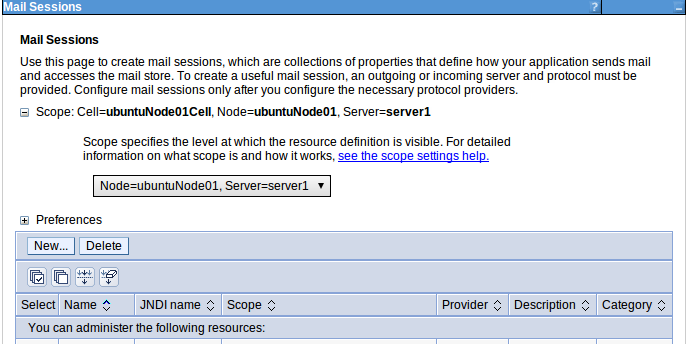 Mail Sessions ? _
Mail Sessions
Use this page to create mail sessions, which are collections of properties that define how your application sends mail
and accesses the mail store. To create a useful mail session, an outgoing or incoming server and protocol must be
provided. Configure mail sessions only after you configure the necessary protocol providers.
Scope: Cell=ubuntuNode01Cell, Node=ubuntuNode01, Server=server1
Scope specifies the level at which the resource definition is visible. For detailed
information on what scope is and how it works, see the scope settings help.
Node=ubuntuNode01, Server=server1
Preferences
New... Delete
Select Name JNDI name Scope Provider Description Category
You can administer the following resources: